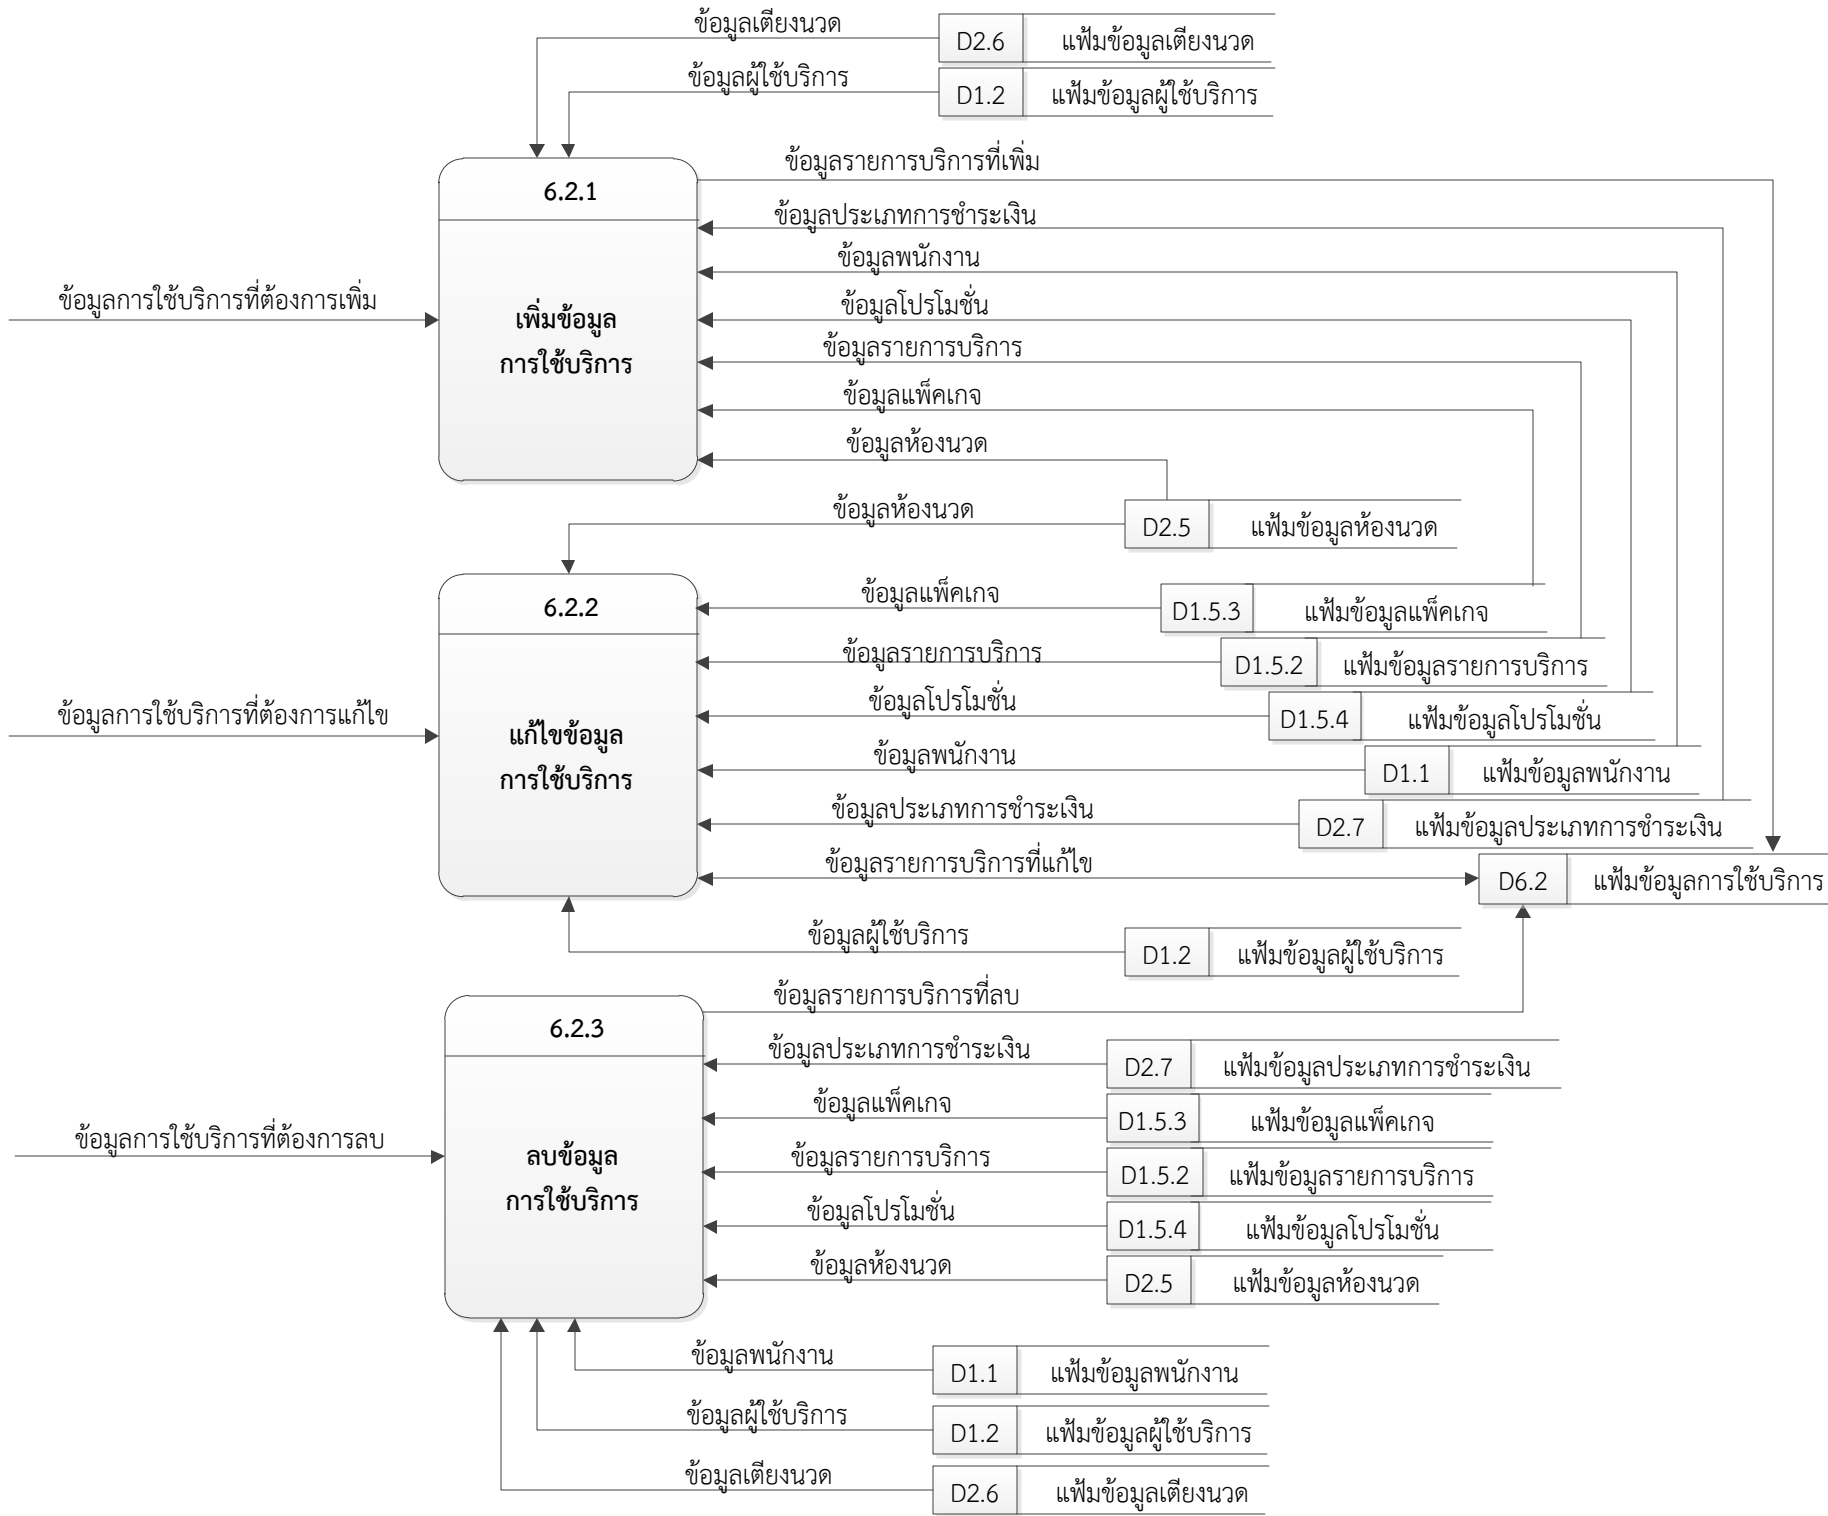 ข้อมูลเตียงนวด
D2.6 แฟ้มข้อมูลเตียงนวด
ข้อมูลผู้ใช้บริการ
D1.2 แฟ้มข้อมูลผู้ใช้บริการ
ข้อมูลรายการบริการที่เพิ่ม
6.2.1
ข้อมูลประเภทการชำระเงิน
ข้อมูลพนักงาน
ข้อมูลการใช้บริการที่ต้องการเพิ่ม
ข้อมูลโปรโมชั่น
เพิ่มข้อมูล
การใช้บริการ
ข้อมูลรายการบริการ
ข้อมูลแพ็คเกจ
ข้อมูลห้องนวด
ข้อมูลห้องนวด
D2.5 แฟ้มข้อมูลห้องนวด
6.2.2
ข้อมูลแพ็คเกจ
D1.5.3 แฟ้มข้อมูลแพ็คเกจ
ข้อมูลรายการบริการ
D1.5.2 แฟ้มข้อมูลรายการบริการ
ข้อมูลการใช้บริการที่ต้องการแก้ไข
ข้อมูลโปรโมชั่น
D1.5.4 แฟ้มข้อมูลโปรโมชั่น
แก้ไขข้อมูล
การใช้บริการ
ข้อมูลพนักงาน
D1.1 แฟ้มข้อมูลพนักงาน
ข้อมูลประเภทการชำระเงิน
D2.7 แฟ้มข้อมูลประเภทการชำระเงิน
ข้อมูลรายการบริการที่แก้ไข
D6.2 แฟ้มข้อมูลการใช้บริการ
ข้อมูลผู้ใช้บริการ
D1.2 แฟ้มข้อมูลผู้ใช้บริการ
ข้อมูลรายการบริการที่ลบ
6.2.3
ข้อมูลประเภทการชำระเงิน
D2.7 แฟ้มข้อมูลประเภทการชำระเงิน
ข้อมูลแพ็คเกจ
D1.5.3 แฟ้มข้อมูลแพ็คเกจ
ข้อมูลการใช้บริการที่ต้องการลบ
ลบข้อมูล
การใช้บริการ
ข้อมูลรายการบริการ
D1.5.2 แฟ้มข้อมูลรายการบริการ
ข้อมูลโปรโมชั่น
D1.5.4 แฟ้มข้อมูลโปรโมชั่น
ข้อมูลห้องนวด
D2.5 แฟ้มข้อมูลห้องนวด
ข้อมูลพนักงาน
D1.1 แฟ้มข้อมูลพนักงาน
ข้อมูลผู้ใช้บริการ
D1.2 แฟ้มข้อมูลผู้ใช้บริการ
ข้อมูลเตียงนวด
D2.6 แฟ้มข้อมูลเตียงนวด